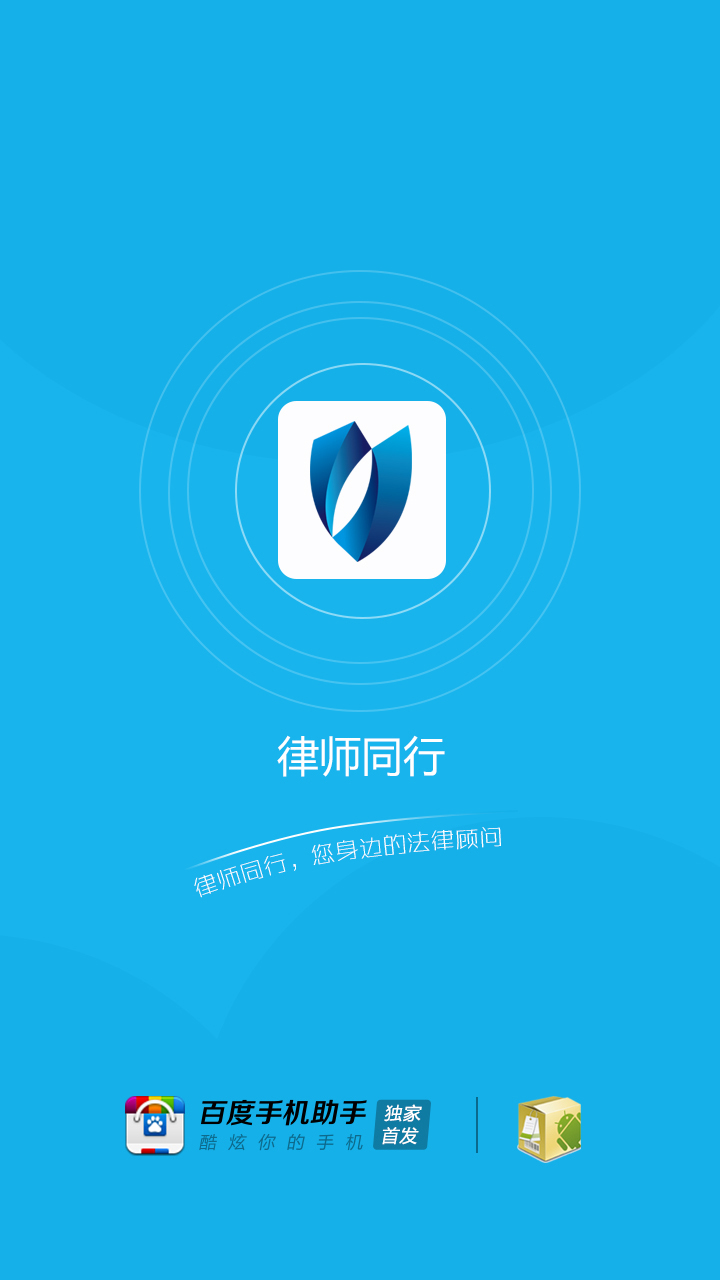 律师同行
律师同行，您身边的法律顾问
百度手机助手
酷炫你的手机
独家
首发